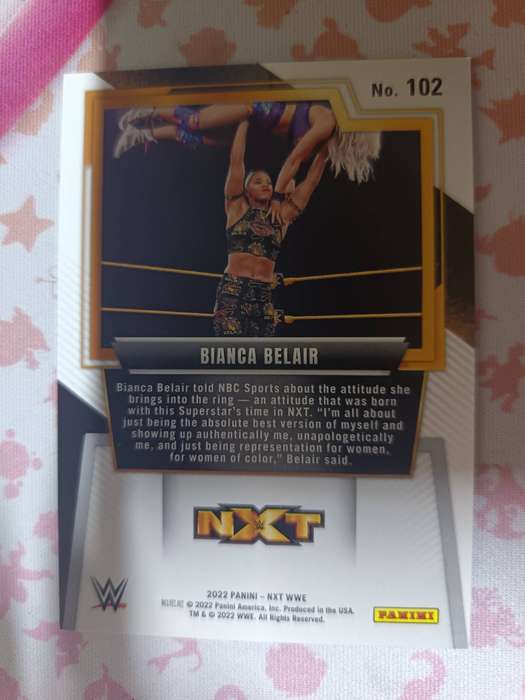 No. 102
BIANCA BELAIR
Bianca Belair told NBC Sports about the attitude she
brings into the ring — an attitude that was born
with this Superstar's time in NXT. "I'm all about
just being the absolute best version of myself and
showing up authentically me, unapologetically
me, and just being representation for women,
for women of color," Belair said.
NXT
2022 PANINI – NXT WWE
© 2022 Panini America, Inc. Produced in the USA.
TM & © 2022 WWE. All Rights Reserved.
W
PANINI